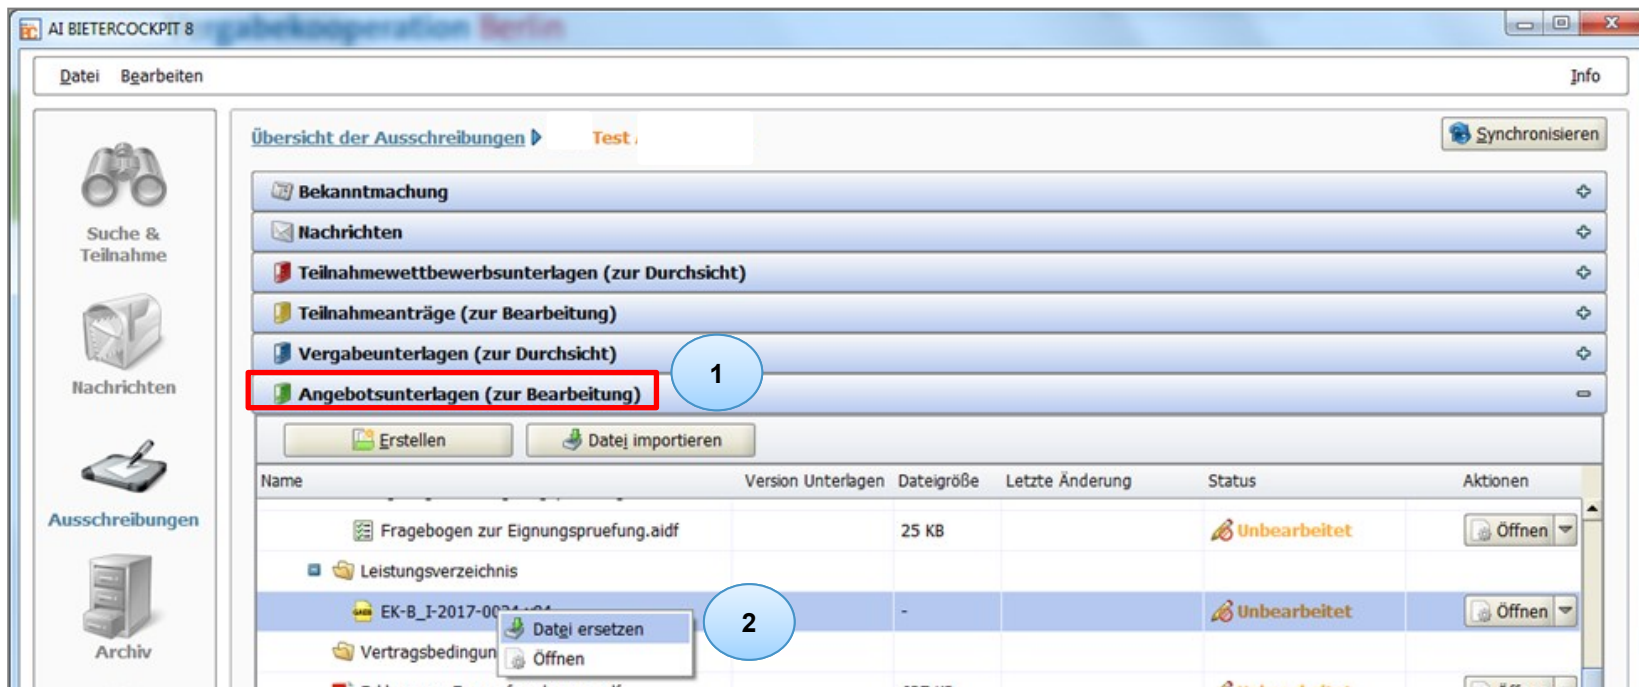 AI BIETERCOCKPIT 8
Vergabekooperation Berlin
Datei Bearbeiten Info
Übersicht der Ausschreibungen Test Synchronisieren
Bekanntmachung
Nachrichten
Teilnahmewettbewerbsunterlagen (zur Durchsicht)
Teilnahmeanträge (zur Bearbeitung)
Vergabeunterlagen (zur Durchsicht)
1
Angebotsunterlagen (zur Bearbeitung)
Erstellen Datei importieren
Name Version Unterlagen Dateigröße Letzte Änderung Status Aktionen
Fragebogen zur Eignungspruefung.aidf 25 KB Unbearbeitet Öffnen
Leistungsverzeichnis
EK-B_I-2017- - Unbearbeitet Öffnen
2
Datei ersetzen
Vertragsbedingun
Öffnen
Suche &
Teilnahme
Nachrichten
Ausschreibungen
Archiv